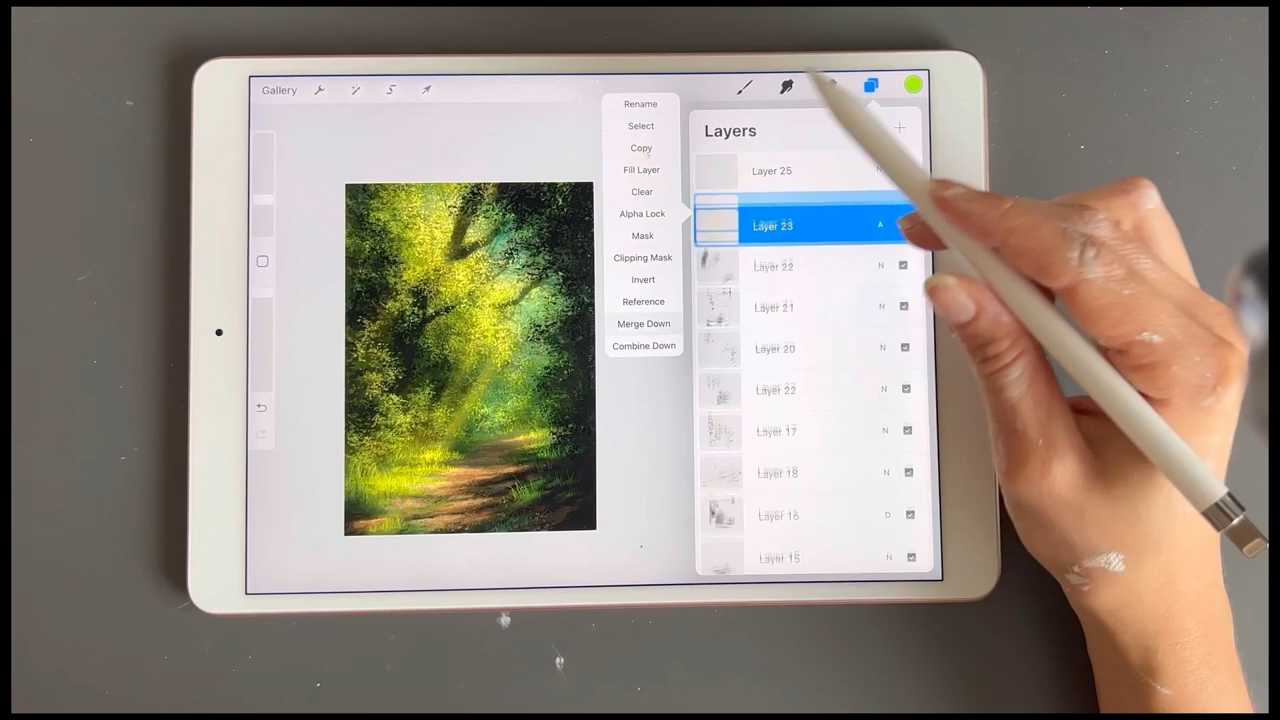 Gallery
Rename
Select
Copy
Fill Layer
Clear
Alpha Lock
Mask
Clipping Mask
Invert
Reference
Merge Down
Combine Down
Layers
Layer 25
Layer 23 A
Layer 22 N
Layer 21 N
Layer 20 N
Layer 22 N
Layer 17 N
Layer 18 N
Layer 16 D
Layer 15 N